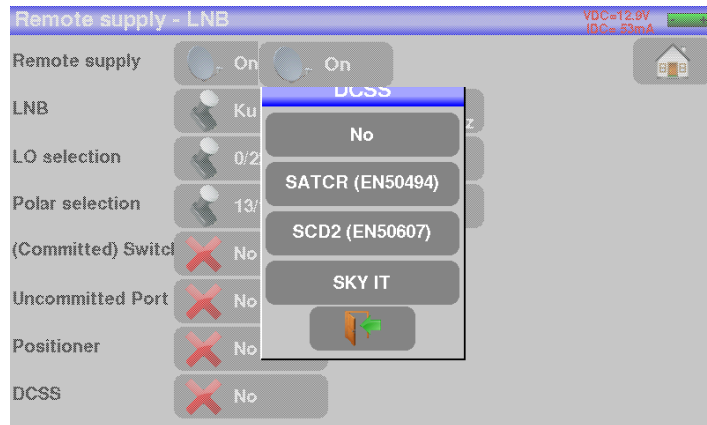 Remote supply - LNB
VDC=12.9V
IDC= 53mA
Remote supply
On
On
LNB
Ku
z
LO selection
0/2
Polar selection
13/
(Committed) Switcl
No
Uncommitted Port
No
Positioner
No
DCSS
No
DCSS
No
SATCR (EN50494)
SCD2 (EN50607)
SKY IT